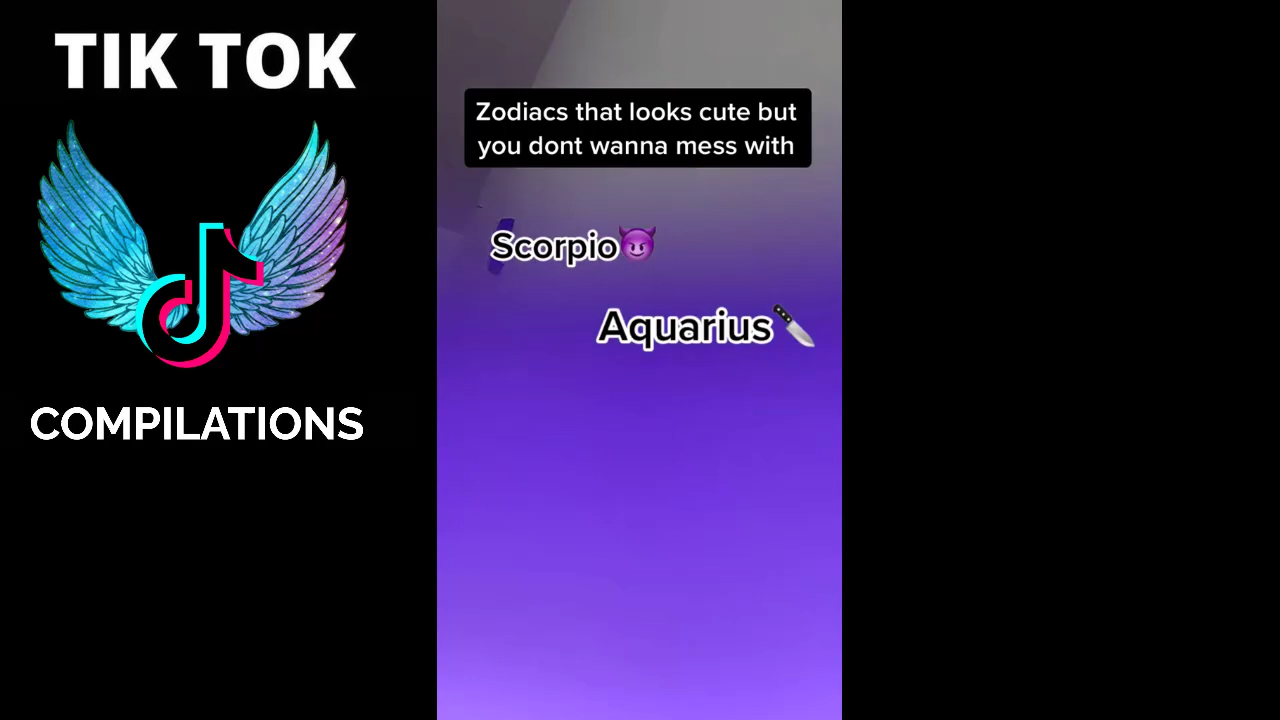 TIK TOK
COMPILATIONS
Zodiacs that looks cute but
you dont wanna mess with
Scorpio😈
Aquarius🔪